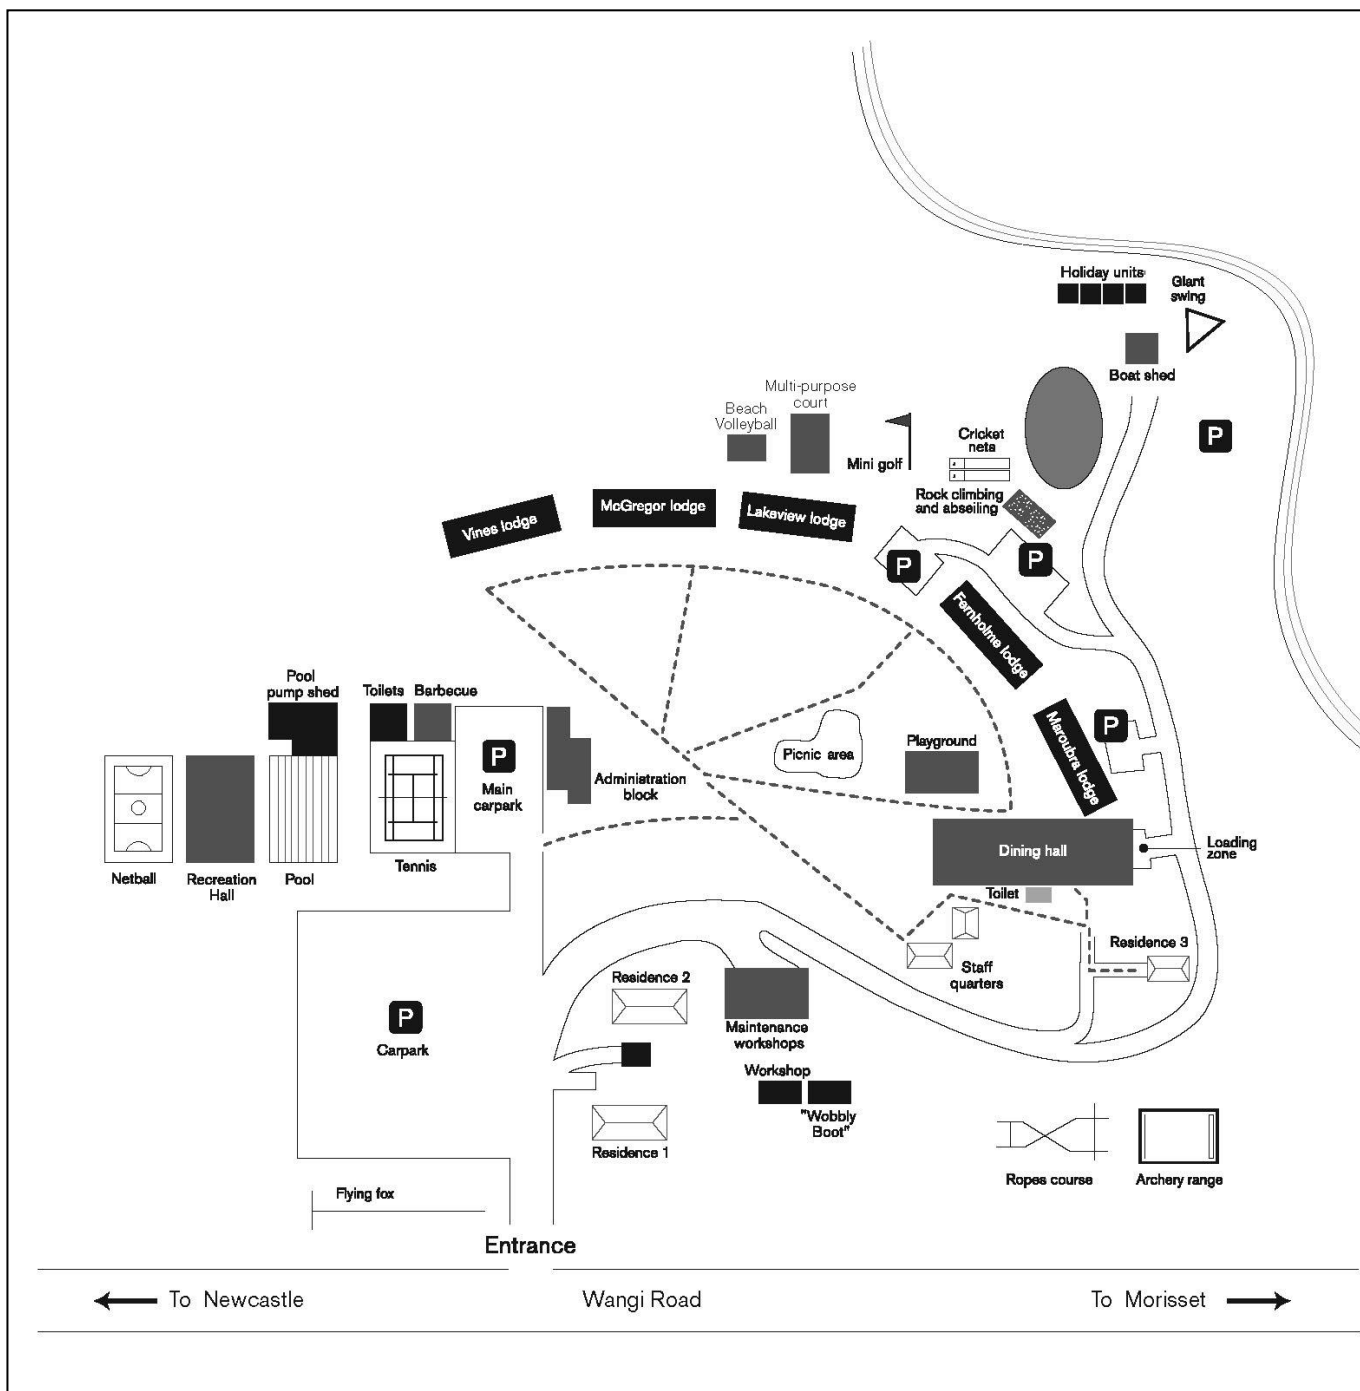 Holiday units
Giant
swing
Boat shed
P
Multi-purpose
court
Beach
Volleyball
Mini golf
Cricket
nets
Rock climbing
and abseiling
Vines lodge
McGregor lodge
Lakeview lodge
P
P
Fernholme lodge
Maroubra lodge
P
Pool
pump shed
Toilets
Barbecue
P
Main
carpark
Administration
block
Picnic area
Playground
Netball
Recreation
Hall
Pool
Tennis
Dining hall
Loading
zone
Toilet
Residence 3
Staff
quarters
Residence 2
Maintenance
workshops
P
Carpark
Workshop
"Wobbly
Boot"
Residence 1
Ropes course
Archery range
Flying fox
Entrance
To Newcastle
Wangi Road
To Morisset